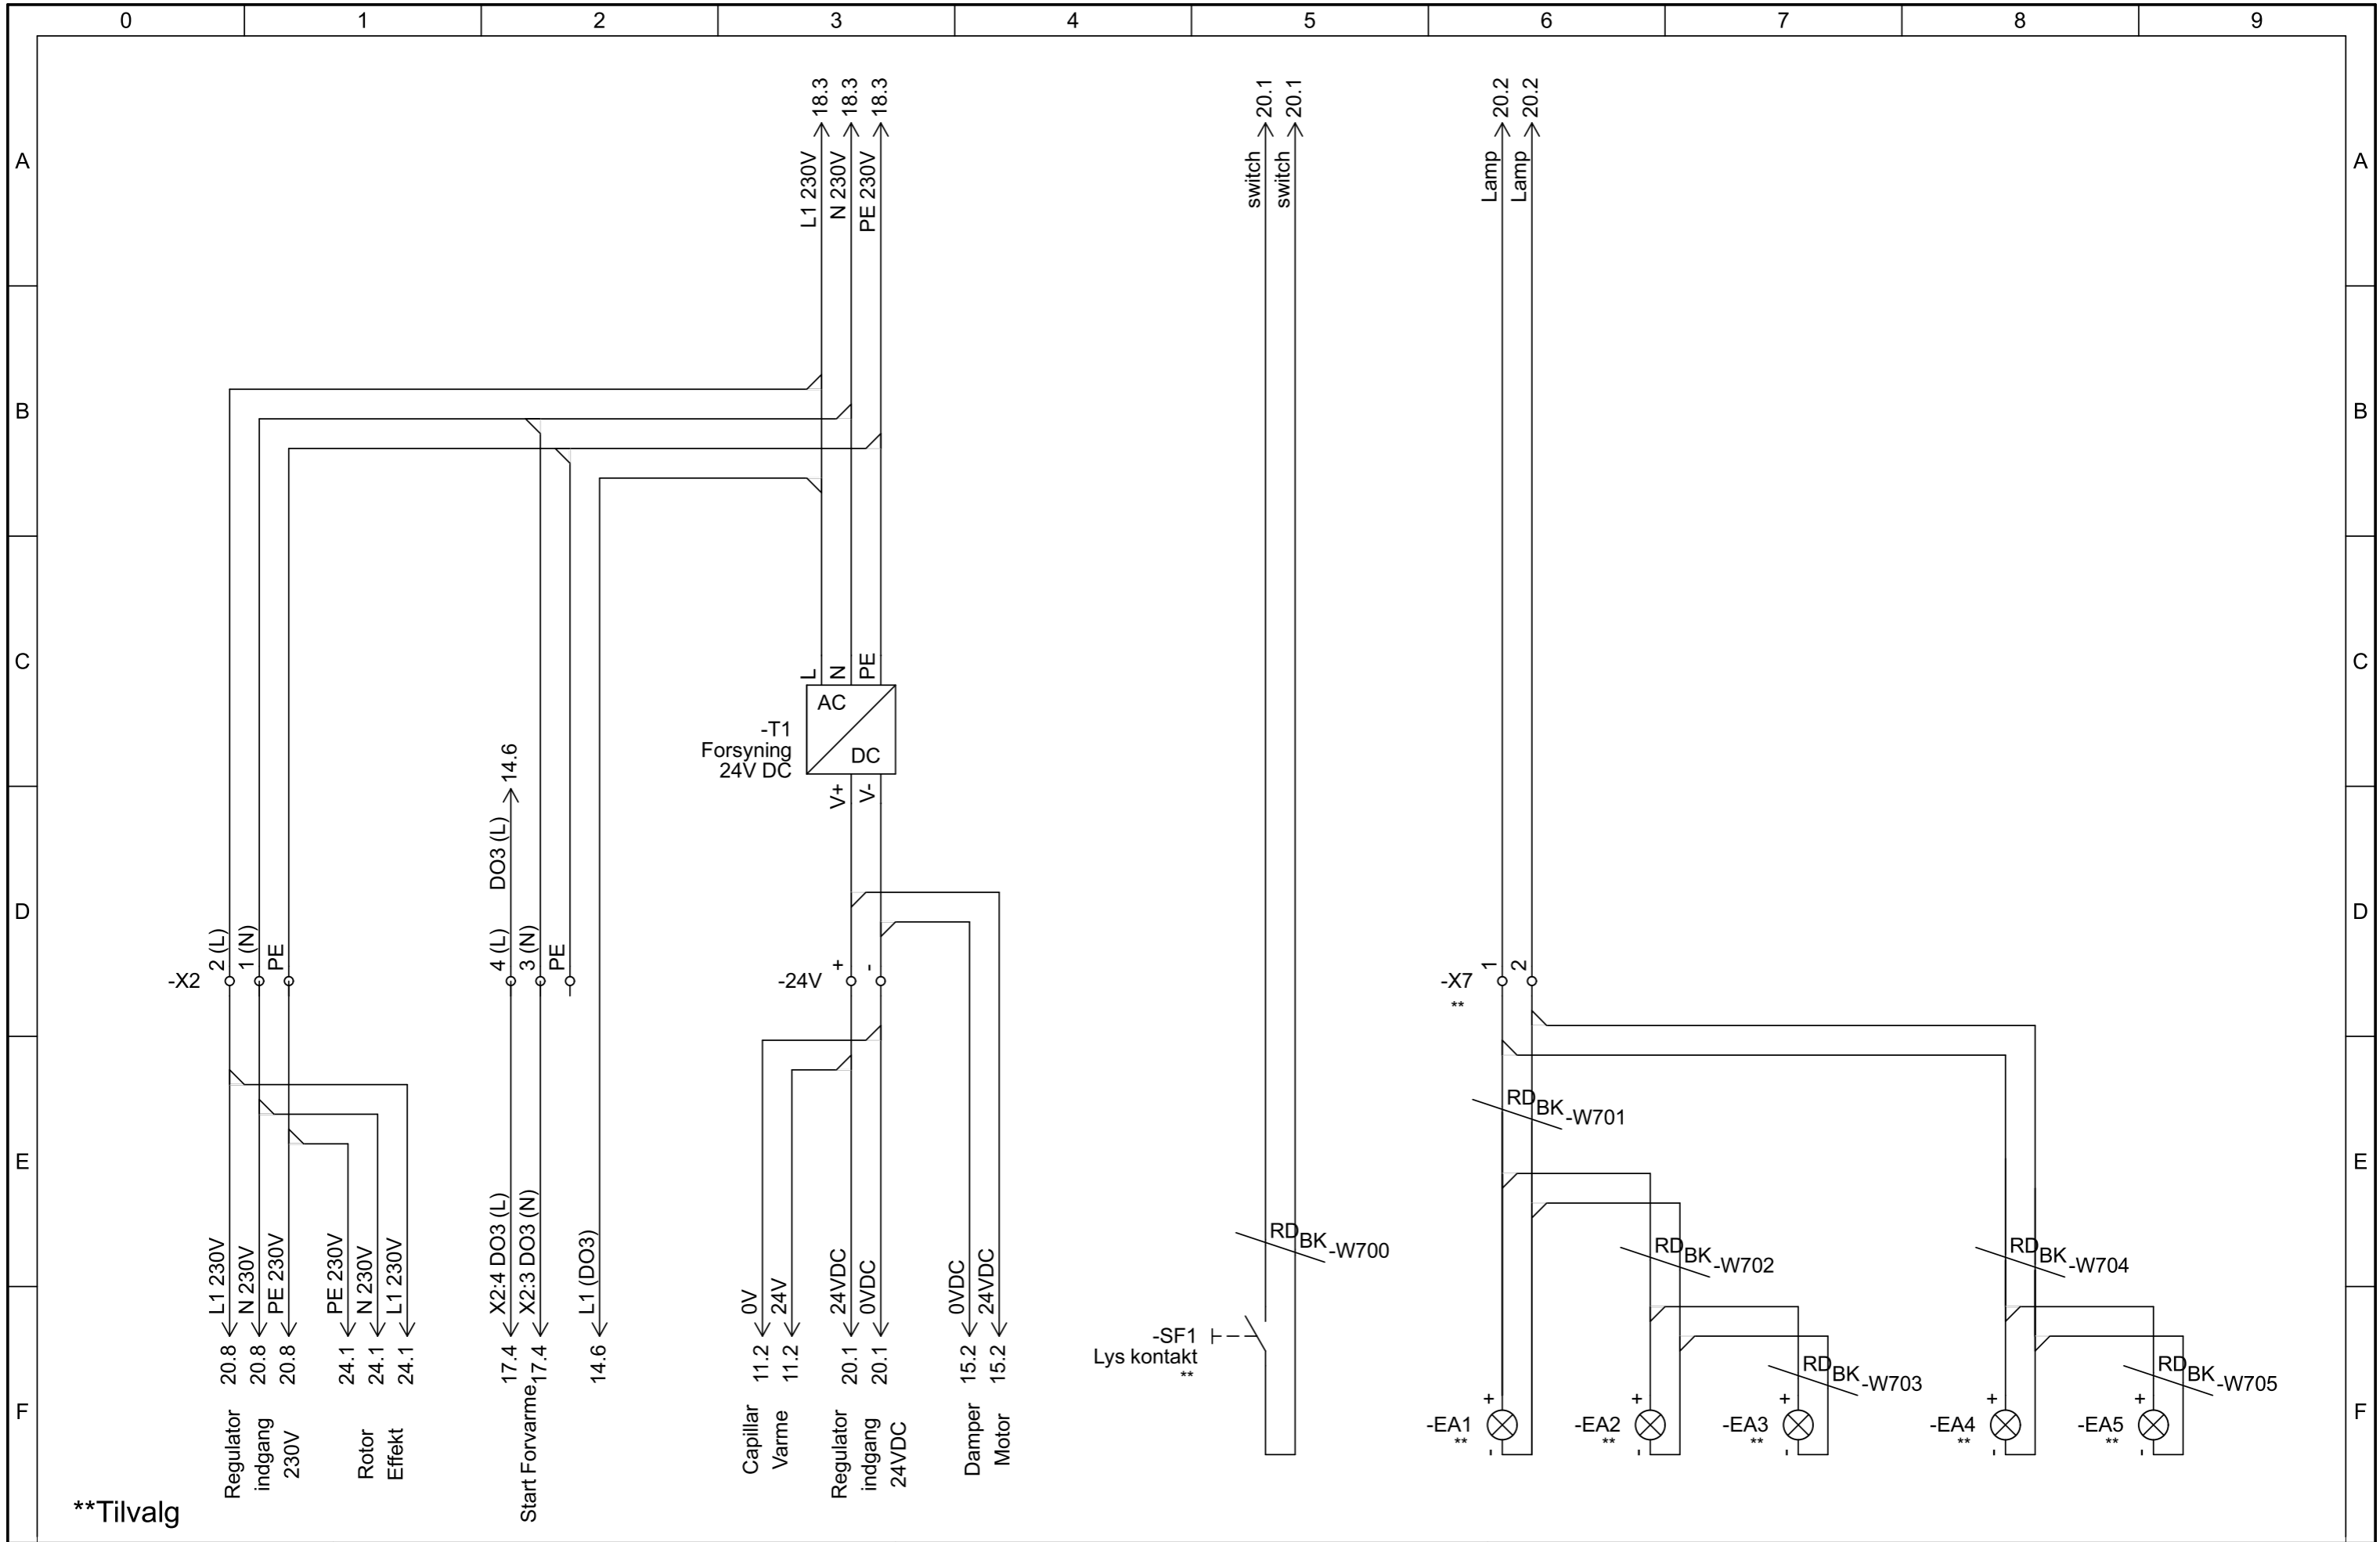 0 1 2 3 4 5 6 7 8 9
18.3 18.3 18.3 20.1 20.1 20.2 20.2
A A
L1 230V N 230V PE 230V switch switch Lamp Lamp
B B
C C
L N PE
AC
DC
-T1
Forsyning
24V DC
14.6
V+ V-
DO3 (L)
D D
-X2 2 (L) 1 (N) PE 4 (L) 3 (N) PE
-24V + -
-X7 1 2
**
RD BK -W701
E E
RD BK -W700
RD BK -W702
RD BK -W704
L1 230V N 230V PE 230V PE 230V N 230V L1 230V X2:4 DO3 (L) X2:3 DO3 (N) L1 (DO3) 0V 24V 24VDC 0VDC 0VDC 24VDC
20.8 20.8 20.8 24.1 24.1 24.1 17.4 17.4 14.6 11.2 11.2 20.1 20.1 15.2 15.2
-SF1
Lys kontakt
**
RD BK -W703
RD BK -W705
F F
Regulator
indgang
230V
Rotor
Effekt
Start Forvarme
Capillar
Varme
Regulator
indgang
24VDC
Damper
Motor
-EA1 ** + -
-EA2 ** + -
-EA3 ** + -
-EA4 ** + -
-EA5 ** + -
**Tilvalg